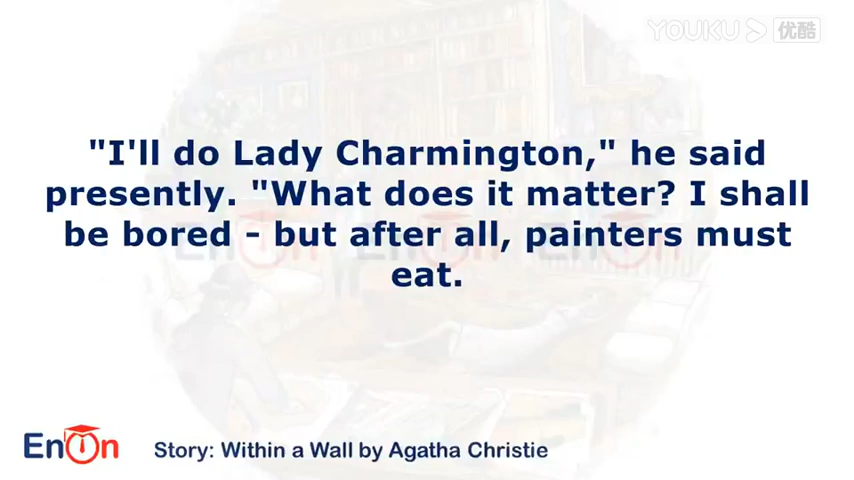 YOUKU 优酷
"I'll do Lady Charmington," he said
presently. "What does it matter? I shall
be bored - but after all, painters must
eat.
EnOn
Story: Within a Wall by Agatha Christie